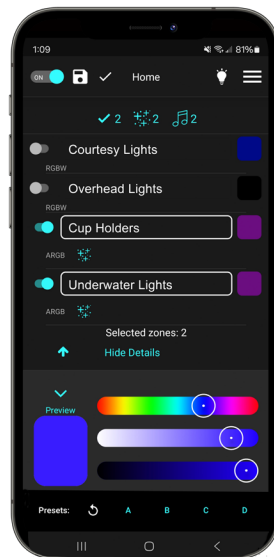 1:09 81%
ON Home
2 2 2
Courtesy Lights
RGBW
Overhead Lights
RGBW
Cup Holders
ARGB
Underwater Lights
ARGB
Selected zones: 2
Hide Details
Preview
Presets: A B C D